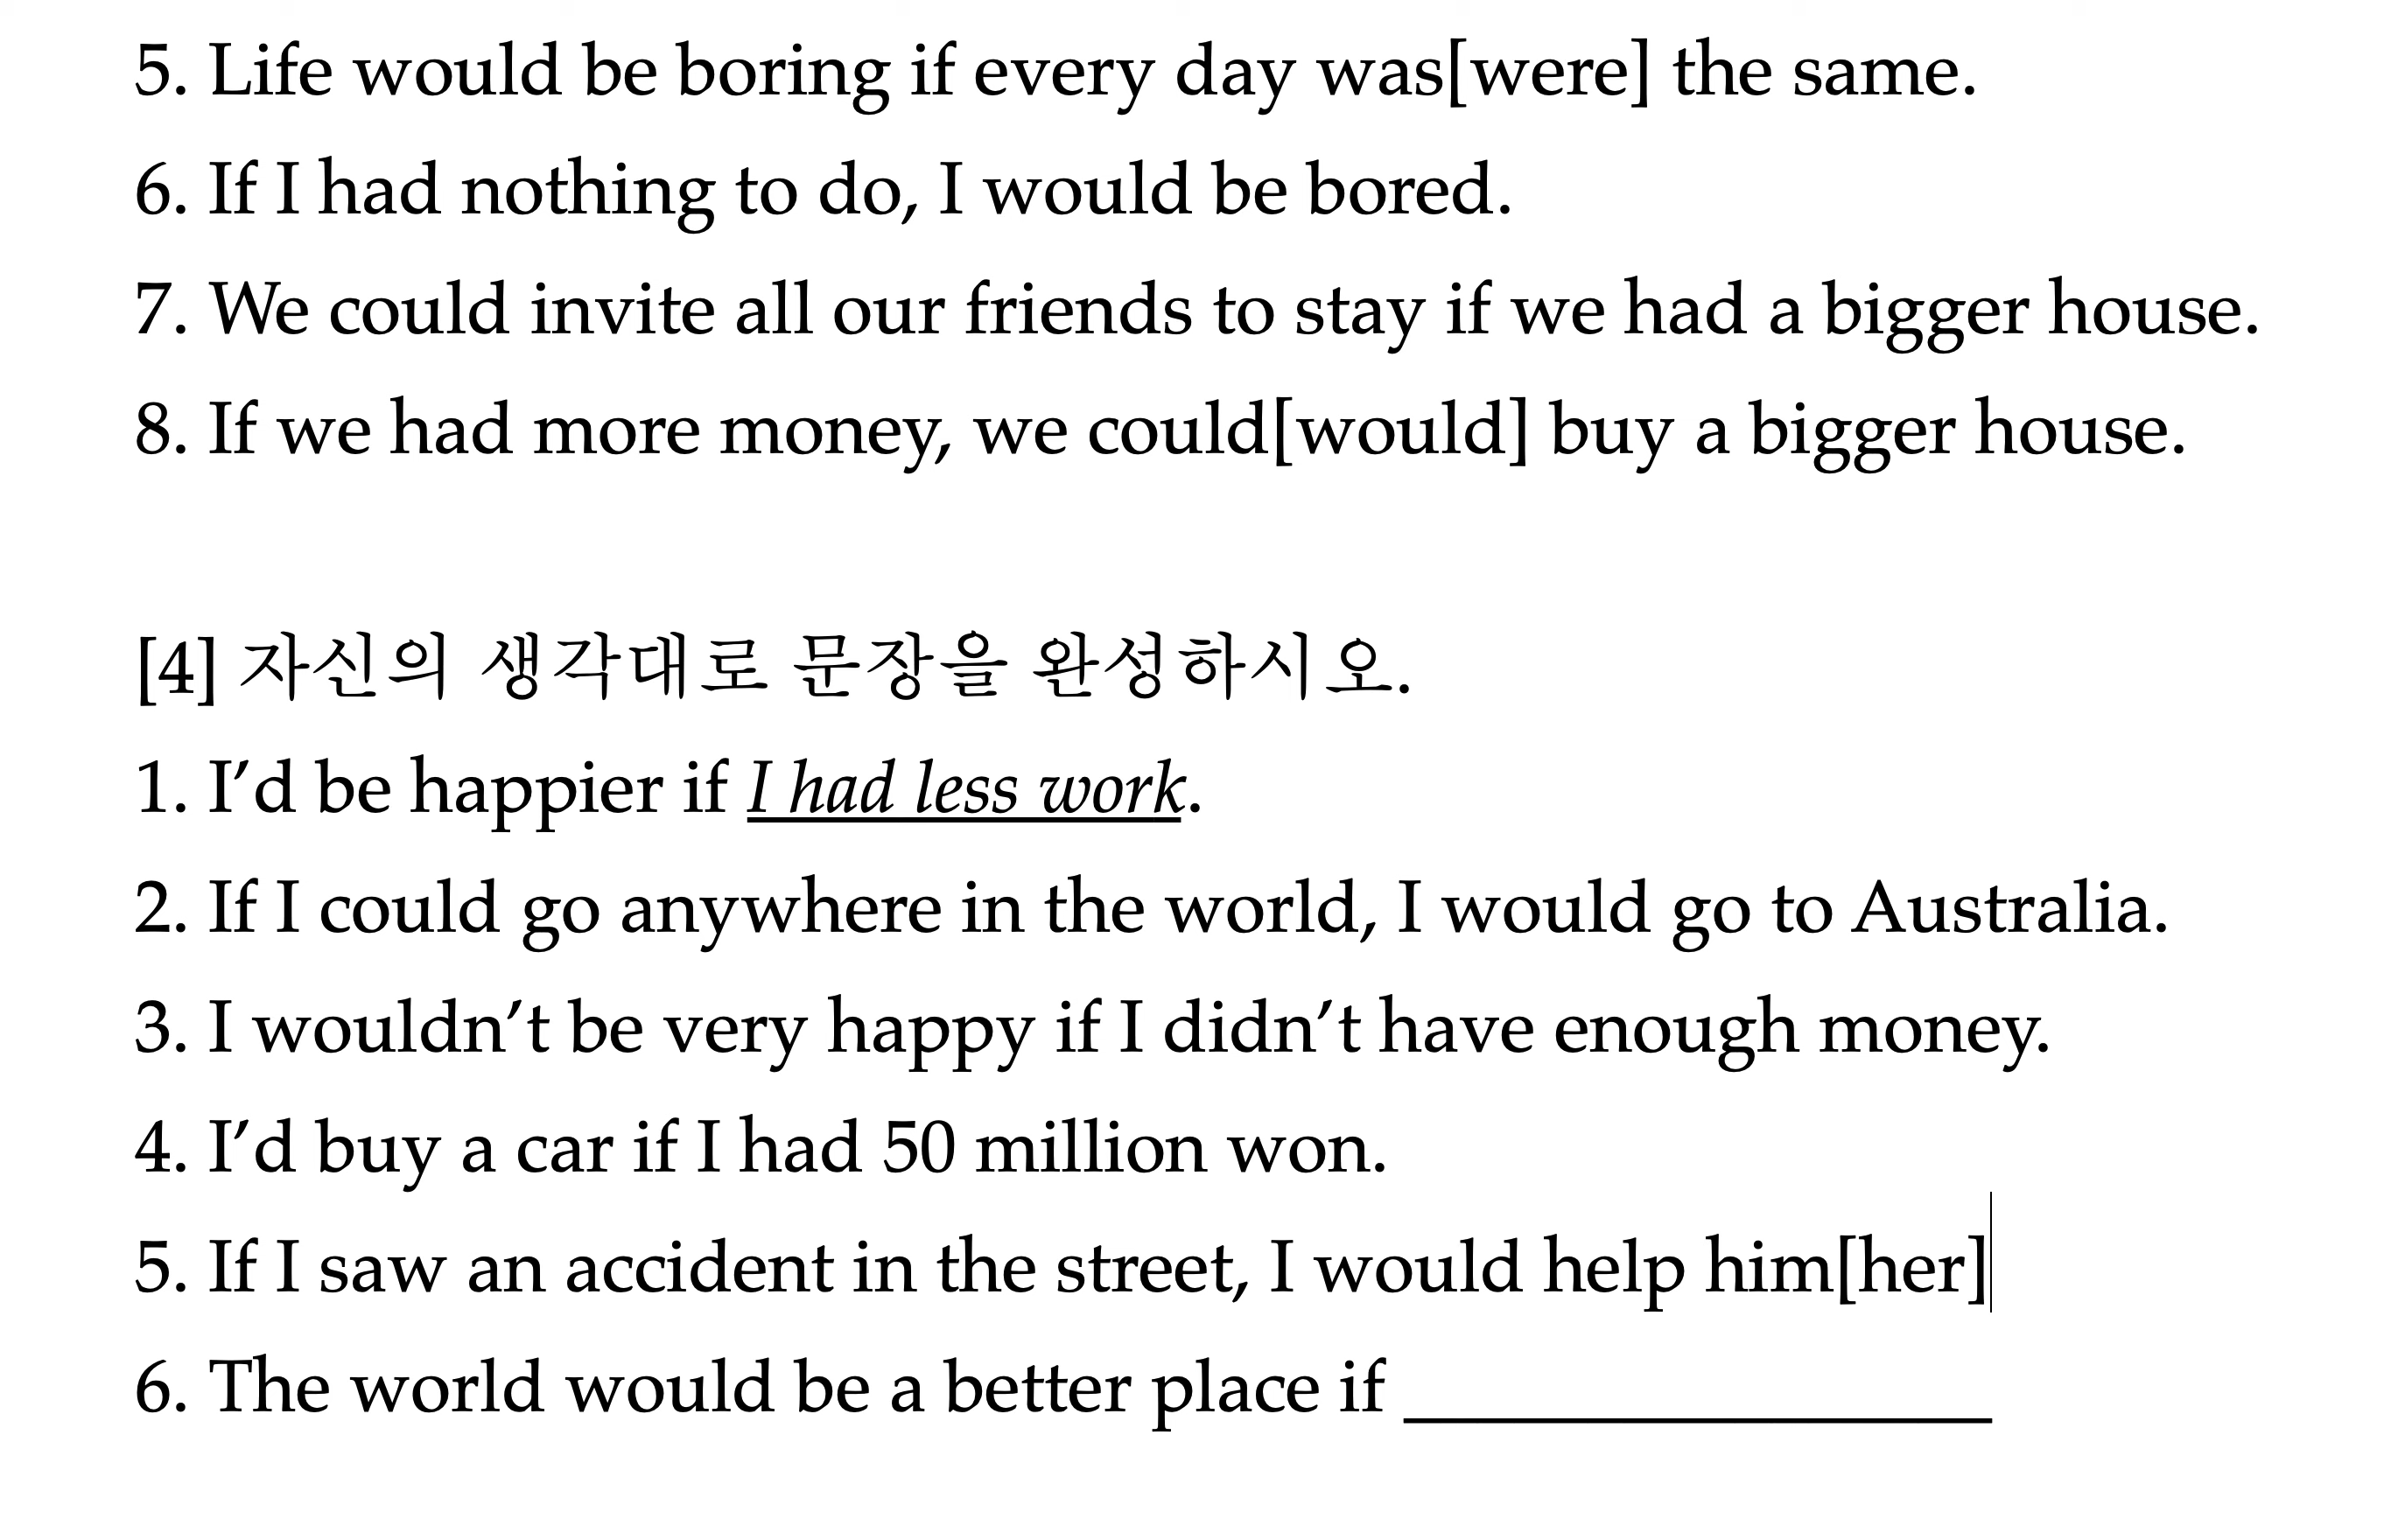 5. Life would be boring if every day was[were] the same.
6. If I had nothing to do, I would be bored.
7. We could invite all our friends to stay if we had a bigger house.
8. If we had more money, we could[would] buy a bigger house.
[4] 자신의 생각대로 문장을 완성하시오.
1. I’d be happier if I had less work.
2. If I could go anywhere in the world, I would go to Australia.
3. I wouldn’t be very happy if I didn’t have enough money.
4. I’d buy a car if I had 50 million won.
5. If I saw an accident in the street, I would help him[her]
6. The world would be a better place if